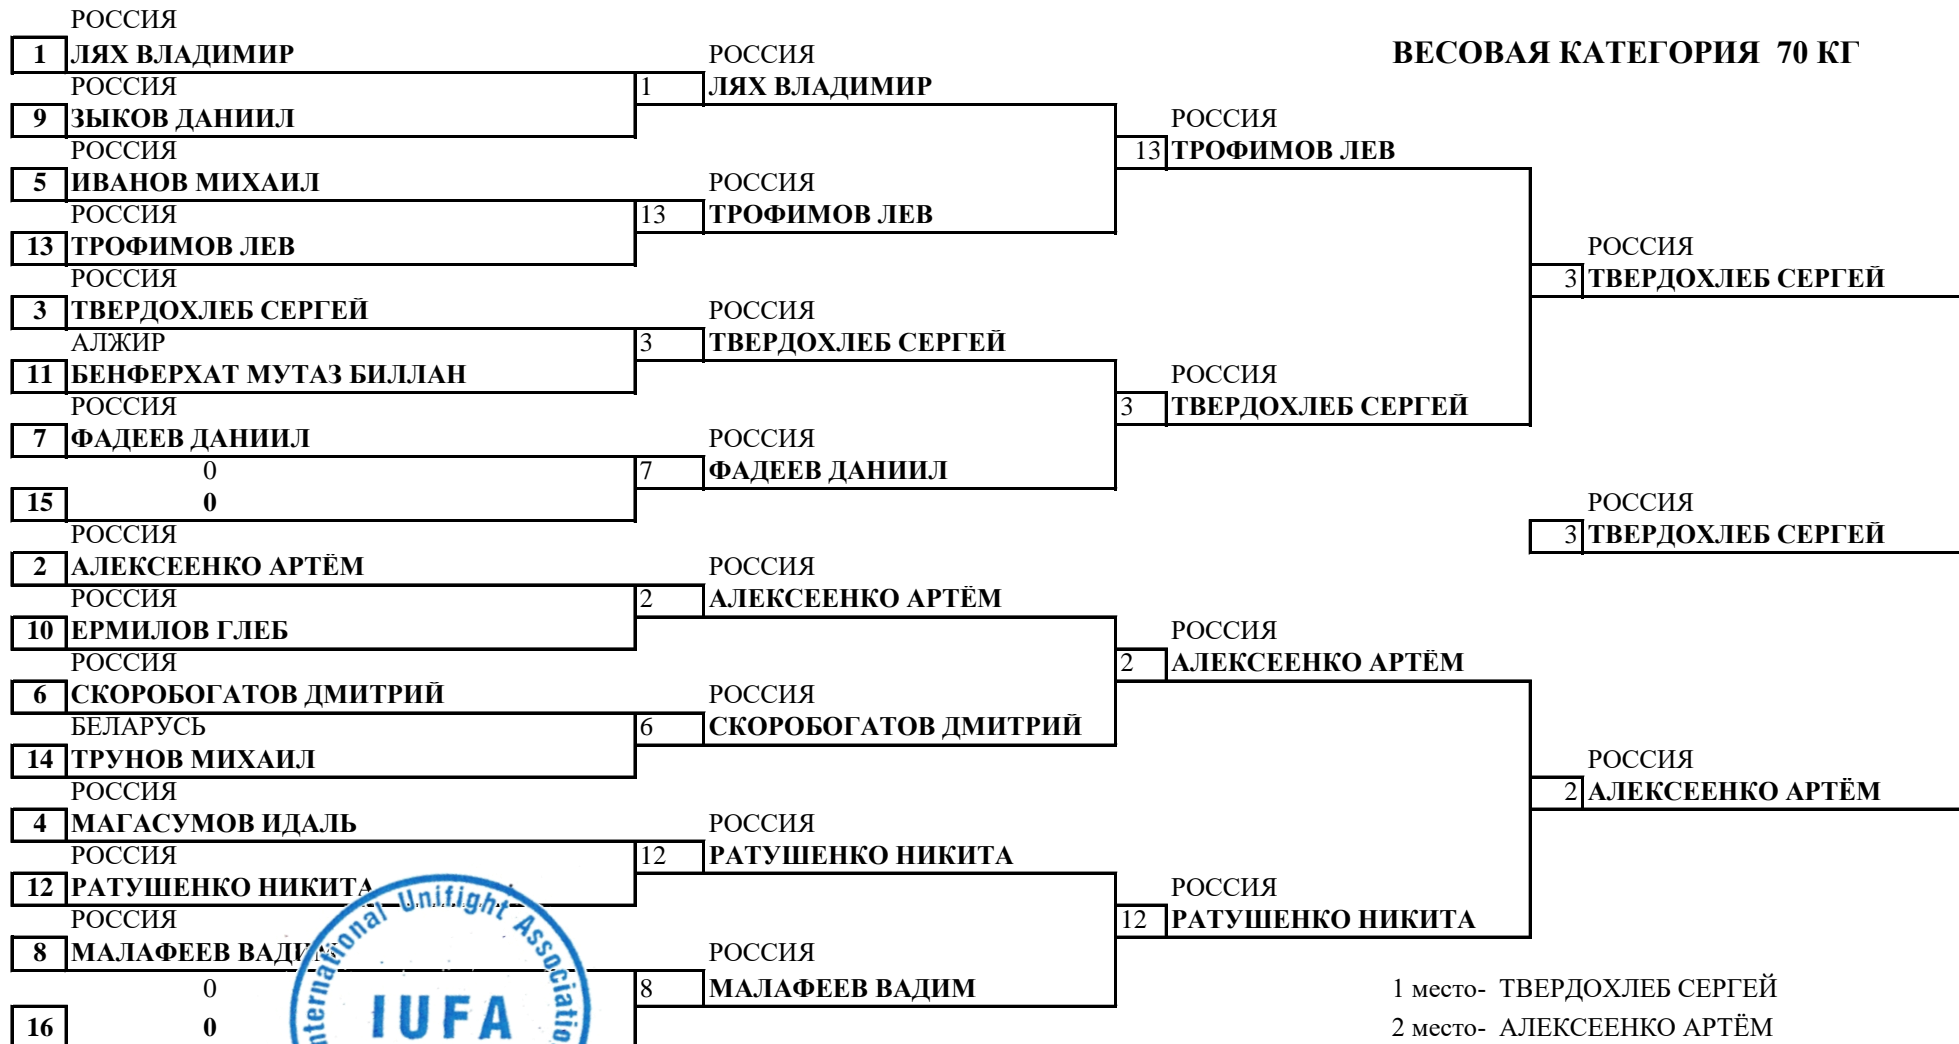 РОССИЯ
1 ЛЯХ ВЛАДИМИР РОССИЯ ВЕСОВАЯ КАТЕГОРИЯ 70 КГ
РОССИЯ 1 ЛЯХ ВЛАДИМИР
9 ЗЫКОВ ДАНИИЛ РОССИЯ
РОССИЯ 13 ТРОФИМОВ ЛЕВ
5 ИВАНОВ МИХАИЛ РОССИЯ
РОССИЯ 13 ТРОФИМОВ ЛЕВ
13 ТРОФИМОВ ЛЕВ РОССИЯ
РОССИЯ 3 ТВЕРДОХЛЕБ СЕРГЕЙ
3 ТВЕРДОХЛЕБ СЕРГЕЙ РОССИЯ
АЛЖИР 3 ТВЕРДОХЛЕБ СЕРГЕЙ
11 БЕНФЕРХАТ МУТАЗ БИЛЛАН РОССИЯ
РОССИЯ 3 ТВЕРДОХЛЕБ СЕРГЕЙ
7 ФАДЕЕВ ДАНИИЛ РОССИЯ
0 7 ФАДЕЕВ ДАНИИЛ
15 0 РОССИЯ
РОССИЯ 3 ТВЕРДОХЛЕБ СЕРГЕЙ
2 АЛЕКСЕЕНКО АРТЁМ РОССИЯ
РОССИЯ 2 АЛЕКСЕЕНКО АРТЁМ
10 ЕРМИЛОВ ГЛЕБ РОССИЯ
РОССИЯ 2 АЛЕКСЕЕНКО АРТЁМ
6 СКОРОБОГАТОВ ДМИТРИЙ РОССИЯ
БЕЛАРУСЬ 6 СКОРОБОГАТОВ ДМИТРИЙ
14 ТРУНОВ МИХАИЛ РОССИЯ
РОССИЯ 2 АЛЕКСЕЕНКО АРТЁМ
4 МАГАСУМОВ ИДАЛЬ РОССИЯ
РОССИЯ 12 РАТУШЕНКО НИКИТА
12 РАТУШЕНКО НИКИТА РОССИЯ
РОССИЯ 12 РАТУШЕНКО НИКИТА
8 МАЛАФЕЕВ ВАДИМ РОССИЯ
0 8 МАЛАФЕЕВ ВАДИМ 1 место- ТВЕРДОХЛЕБ СЕРГЕЙ
16 0 2 место- АЛЕКСЕЕНКО АРТЁМ
Unifight
IUFA